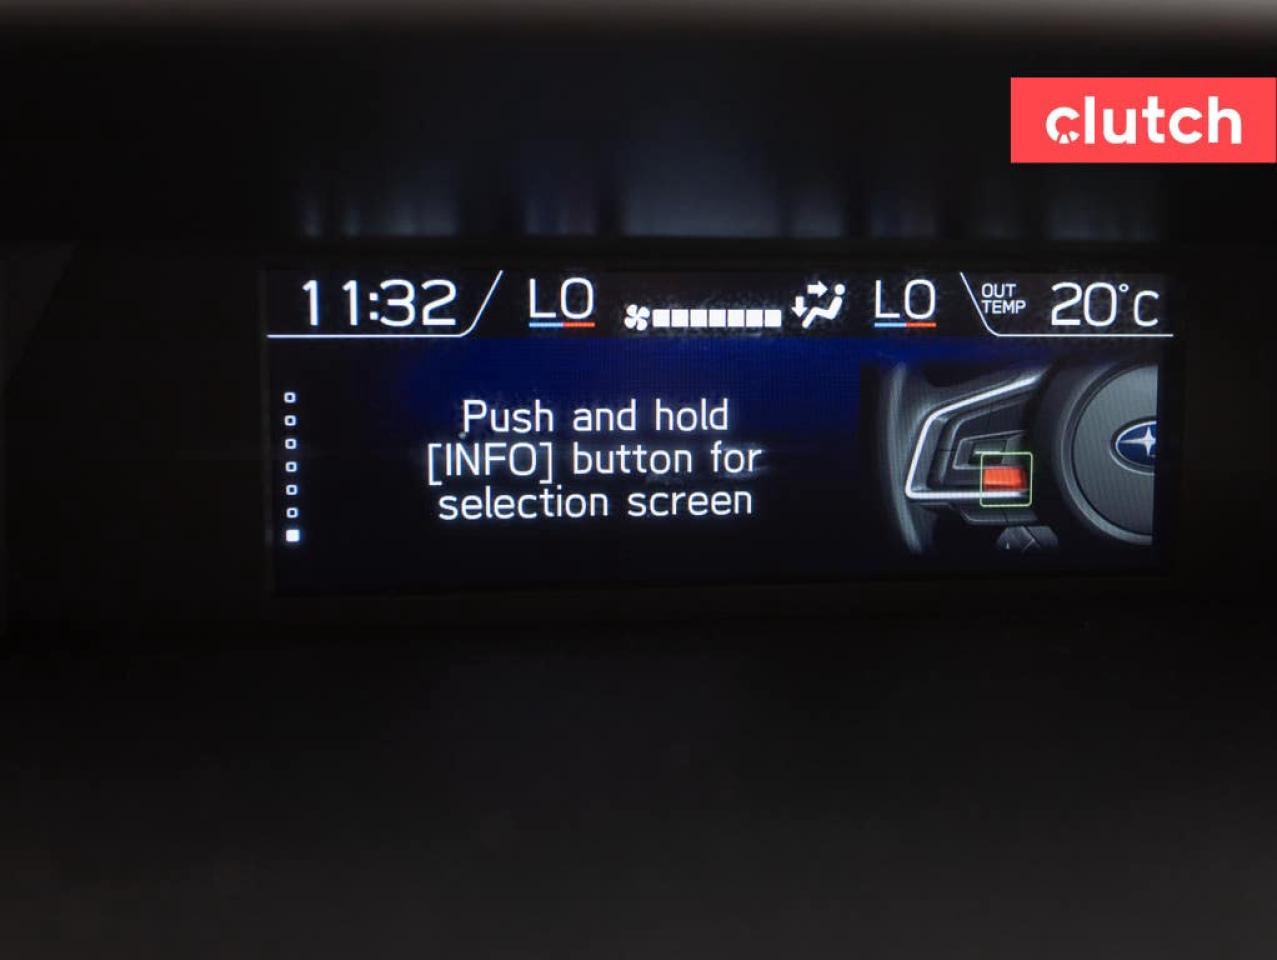 clutch
11:32 LO LO OUT TEMP 20°C
Push and hold
[INFO] button for
selection screen